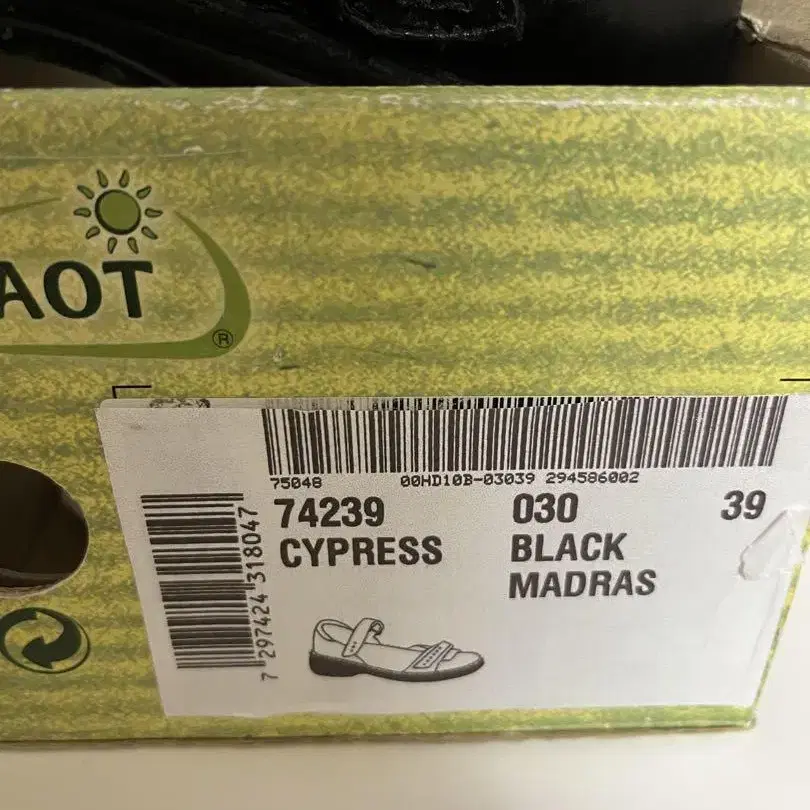 AOT
®
75048 00HD10B-03039 294586002
74239 030 39
CYPRESS BLACK
MADRAS
7 297424 318047